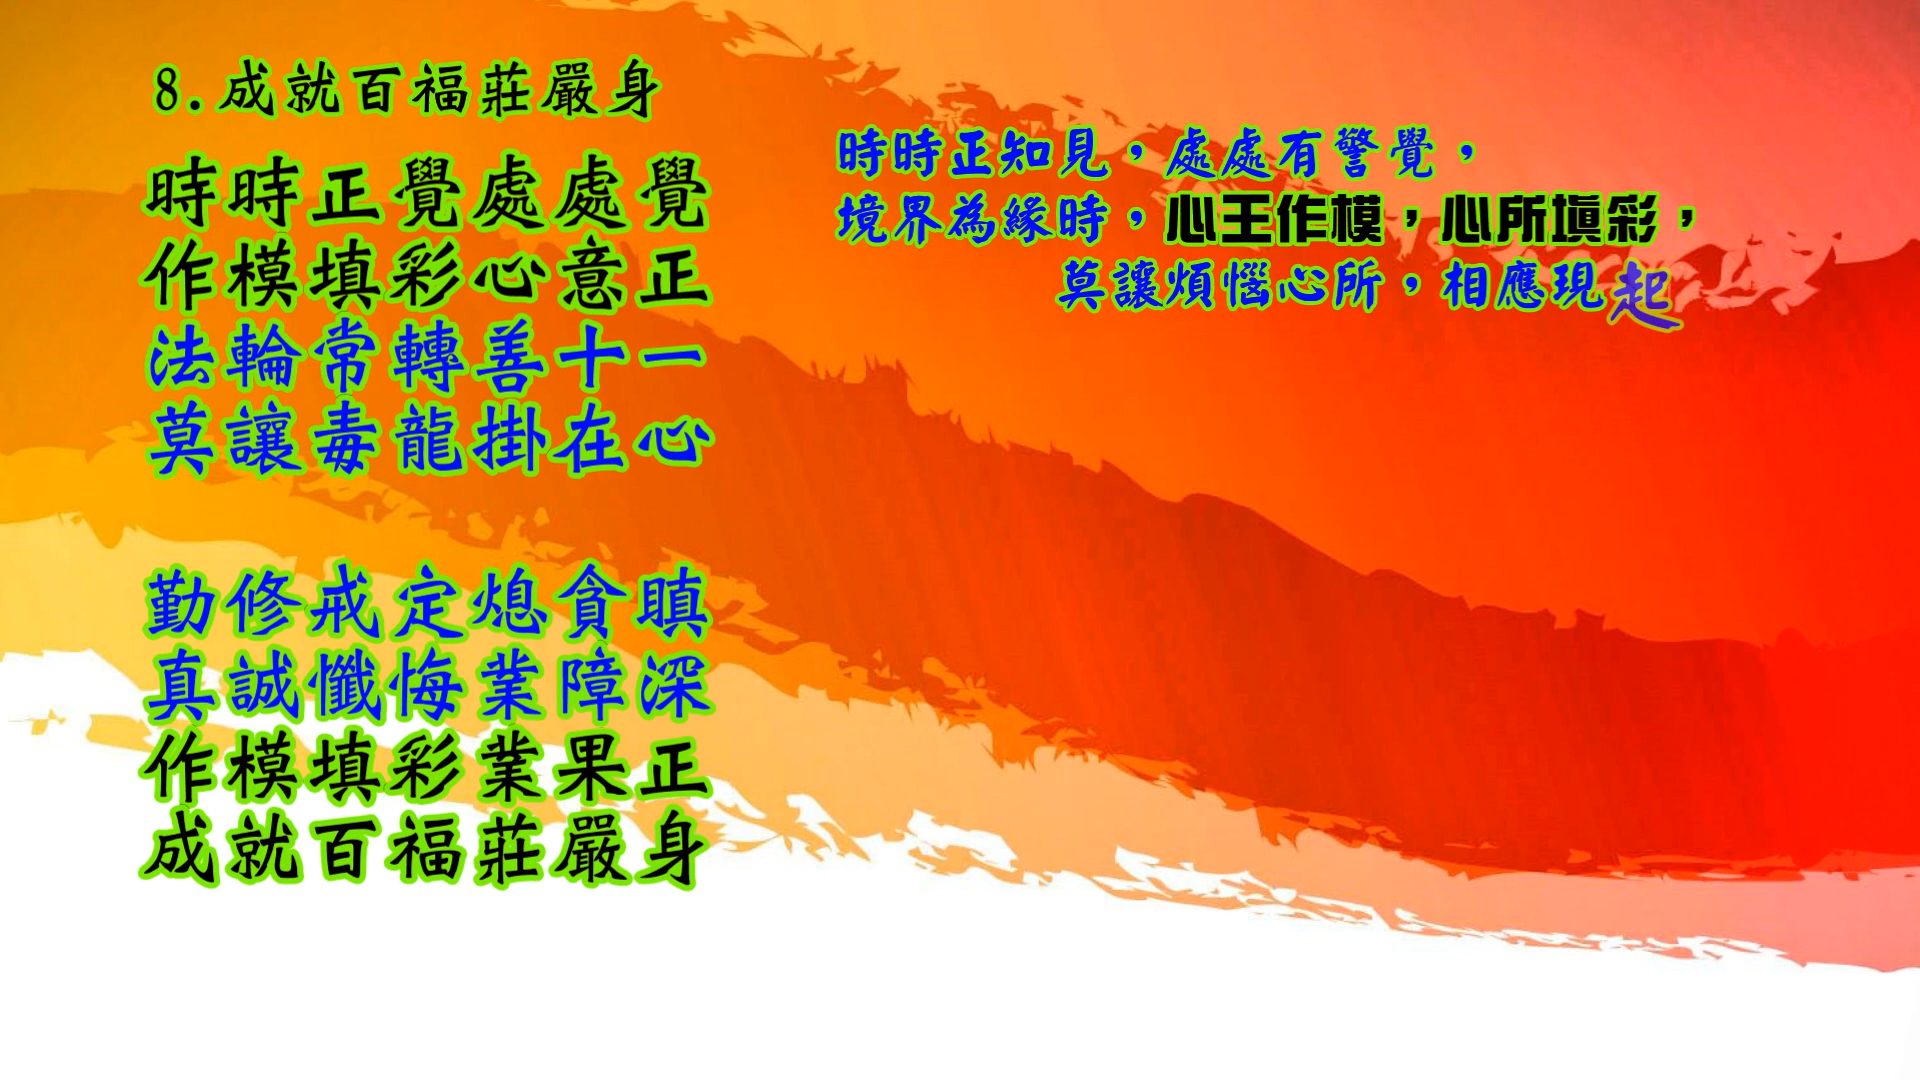 8.成就百福莊嚴身
時時正覺處處覺
作模填彩心意正
法輪常轉善十一
莫讓毒龍掛在心
勤修戒定熄貪瞋
真誠懺悔業障深
作模填彩業果正
成就百福莊嚴身
時時正知見，處處有警覺，
境界為緣時，心王作模，心所填彩，
莫讓煩惱心所，相應現起